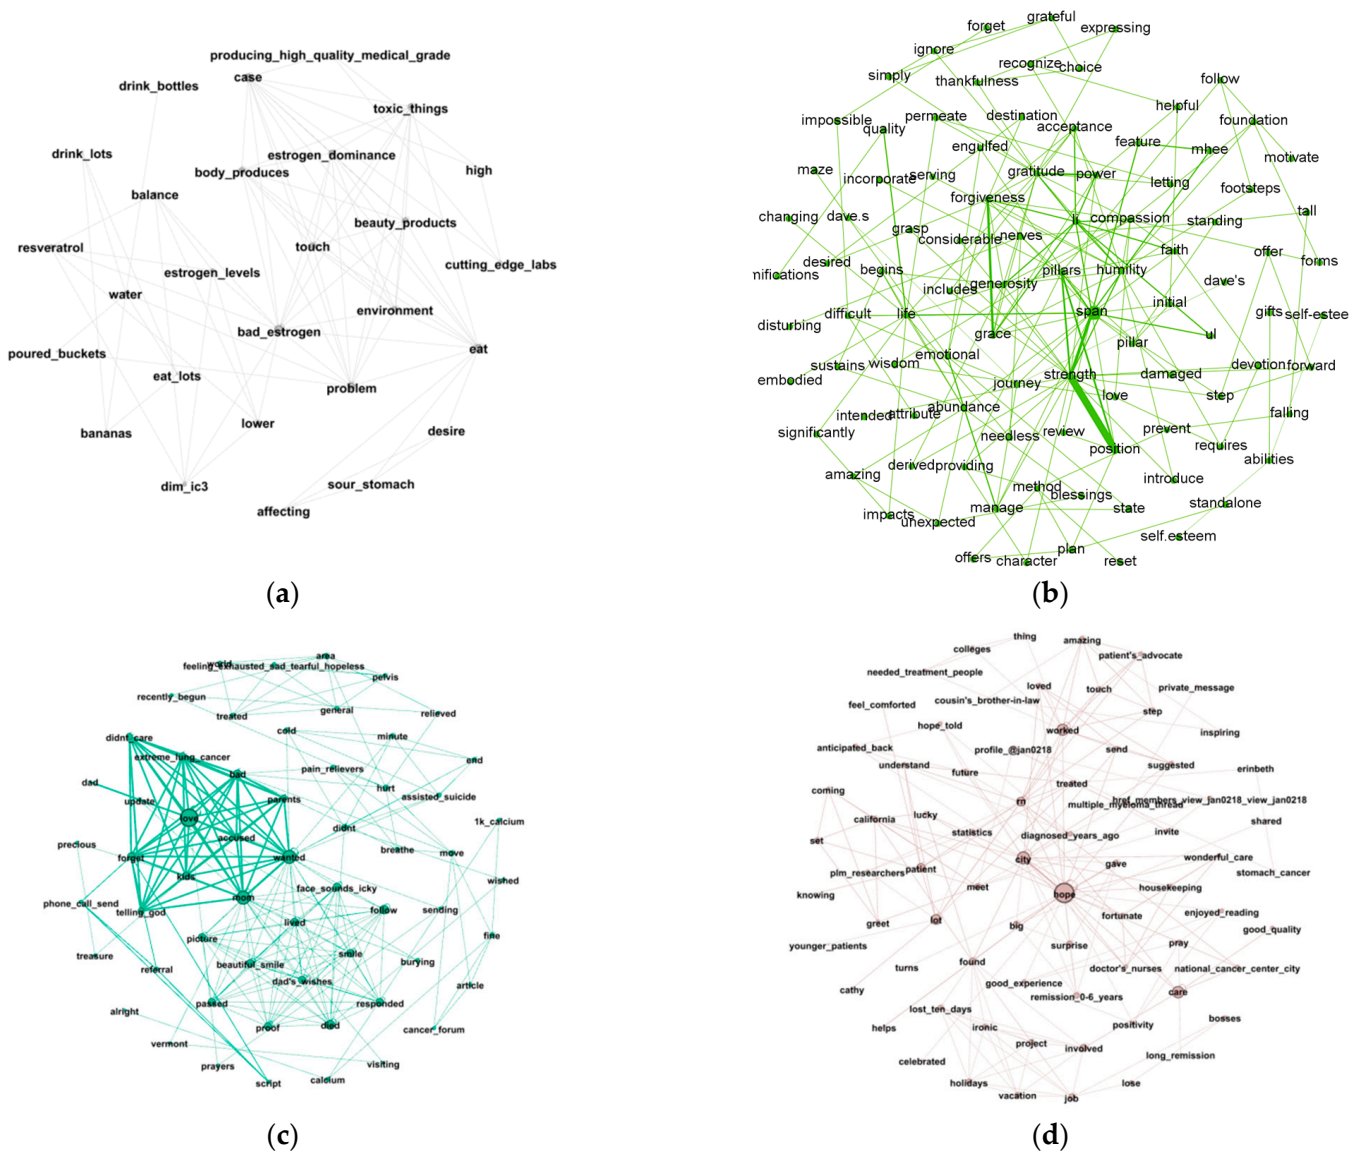 producing_high_quality_medical_grade
case
drink_bottles
toxic_things
drink_lots
estrogen_dominance
body_produces
high
balance
beauty_products
resveratrol
touch
estrogen_levels
cutting_edge_labs
water
environment
bad_estrogen
poured_buckets
eat
eat_lots
problem
bananas
lower
desire
dim_ic3
sour_stomach
affecting
(a)
grateful
forget
expressing
ignore
recognize
choice
simply
thankfulness
follow
helpful
impossible
permeate
destination
foundation
quality
acceptance
engulfed
feature
mhee
motivate
maze
incorporate
serving
gratitude
power
letting
footsteps
forgiveness
changing
dave.s
li
compassion
standing
tall
grasp
considerable
nerves
faith
offer
forms
nifications
desired
begins
pillars
humility
includes
generosity
dave's
initial
disturbing
difficult
life
span
gifts
self-estee
grace
ul
pillar
emotional
sustains
wisdom
embodied
journey
strength
damaged
devotion
forward
love
step
intended
attribute
abundance
falling
significantly
needless
review
prevent
position
requires
abilities
amazing
derived
providing
introduce
method
blessings
impacts
unexpected
manage
state
standalone
self.esteem
offers
character
plan
reset
(b)
area
world
feeling_exhausted_sad_tearful_hopeless
pelvis
recently_begun
treated
general
relieved
didnt_care
cold
minute
extreme_lung_cancer
end
dad
bad
pain_relievers
hurt
update
parents
assisted_suicide
love
didnt
1k_calcium
precious
accused
breathe
move
forget
wanted
kids
wished
face_sounds_icky
phone_call_send
telling_god
mom
follow
sending
lived
picture
fine
treasure
smile
referral
beautiful_smile
burying
dad's_wishes
article
alright
passed
responded
proof
died
cancer_forum
vermont
prayers
visiting
script
calcium
(c)
thing
amazing
colleges
patient's_advocate
needed_treatment_people
loved
touch
private_message
cousin's_brother-in-law
feel_comforted
step
hope_told
worked
inspiring
anticipated_back
profile_@jan0218
send
understand
future
suggested
erinbeth
treated
coming
rn
multiple_myeloma_thread
href_members_view_jan0218_view_jan0218
california
lucky
shared
set
statistics
diagnosed_years_ago
invite
city
gave
wonderful_care
plm_researchers
patient
stomach_cancer
knowing
meet
hope
housekeeping
greet
lot
big
fortunate
enjoyed_reading
good_quality
younger_patients
surprise
pray
turns
found
doctor's_nurses
national_cancer_center_city
cathy
good_experience
remission_0-6_years
care
lost_ten_days
bosses
helps
ironic
positivity
project
involved
celebrated
long_remission
holidays
lose
vacation
job
(d)